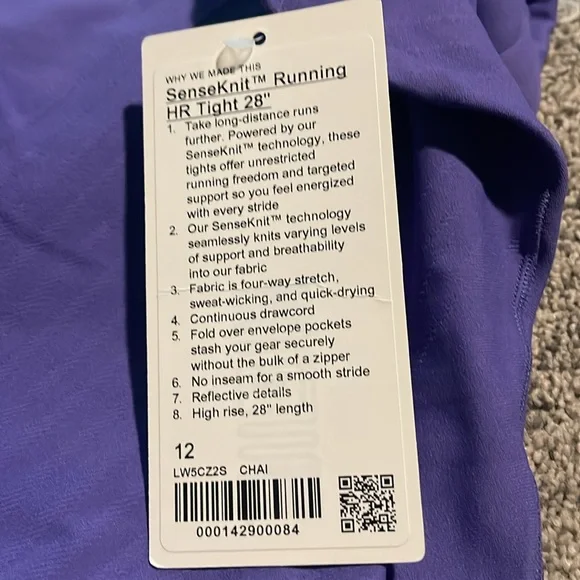 WHY WE MADE THIS
SenseKnit™ Running
HR Tight 28"
1. Take long-distance runs
further. Powered by our
SenseKnit™ technology, these
tights offer unrestricted
running freedom and targeted
support so you feel energized
with every stride
2. Our SenseKnit™ technology
seamlessly knits varying levels
of support and breathability
into our fabric
3. Fabric is four-way stretch,
sweat-wicking, and quick-drying
4. Continuous drawcord
5. Fold over envelope pockets
stash your gear securely
without the bulk of a zipper
6. No inseam for a smooth stride
7. Reflective details
8. High rise, 28" length
12
LW5CZ2S CHAI
000142900084